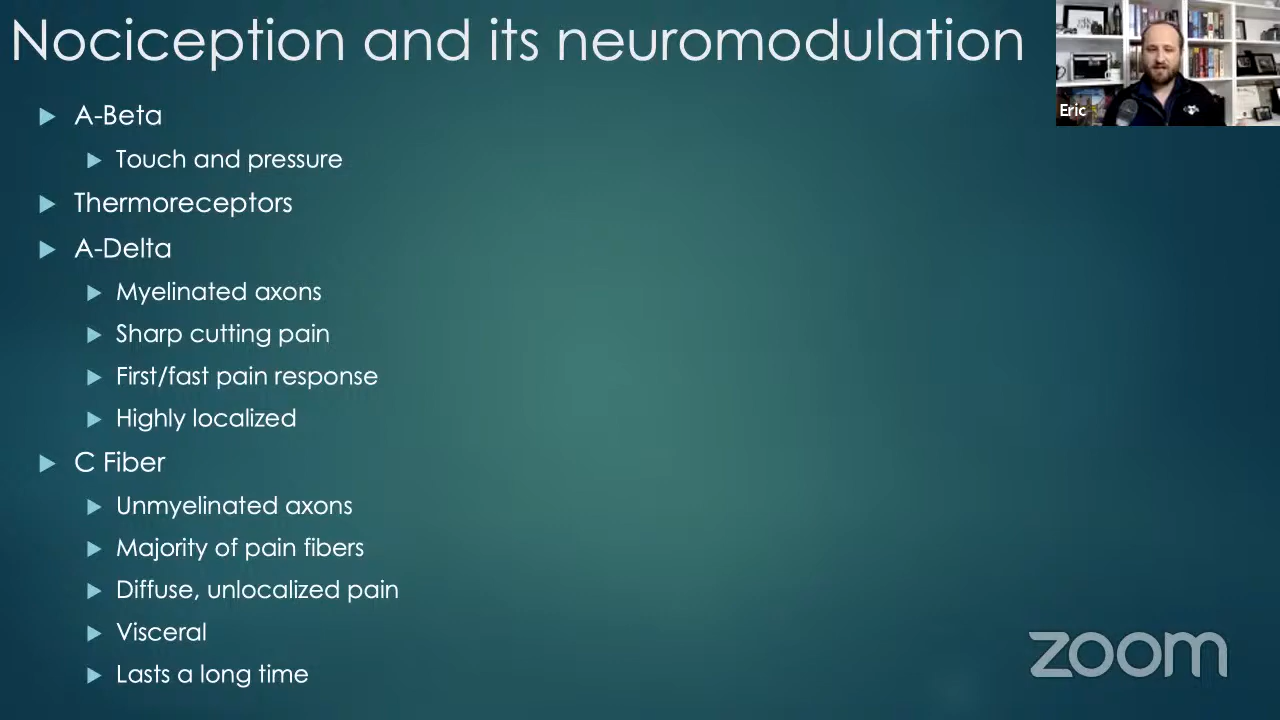 Nociception and its neuromodulation
Eric
A-Beta
Touch and pressure
Thermoreceptors
A-Delta
Myelinated axons
Sharp cutting pain
First/fast pain response
Highly localized
C Fiber
Unmyelinated axons
Majority of pain fibers
Diffuse, unlocalized pain
Visceral
Lasts a long time
zoom